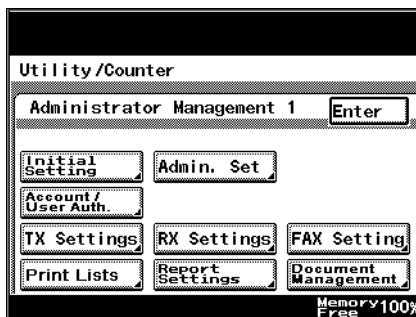 Utility/Counter
Administrator Management 1 Enter
Initial
Setting
Admin. Set
Account/
User Auth.
TX Settings RX Settings FAX Setting
Print Lists
Report
Settings
Document
Management
Memory
Free 100%